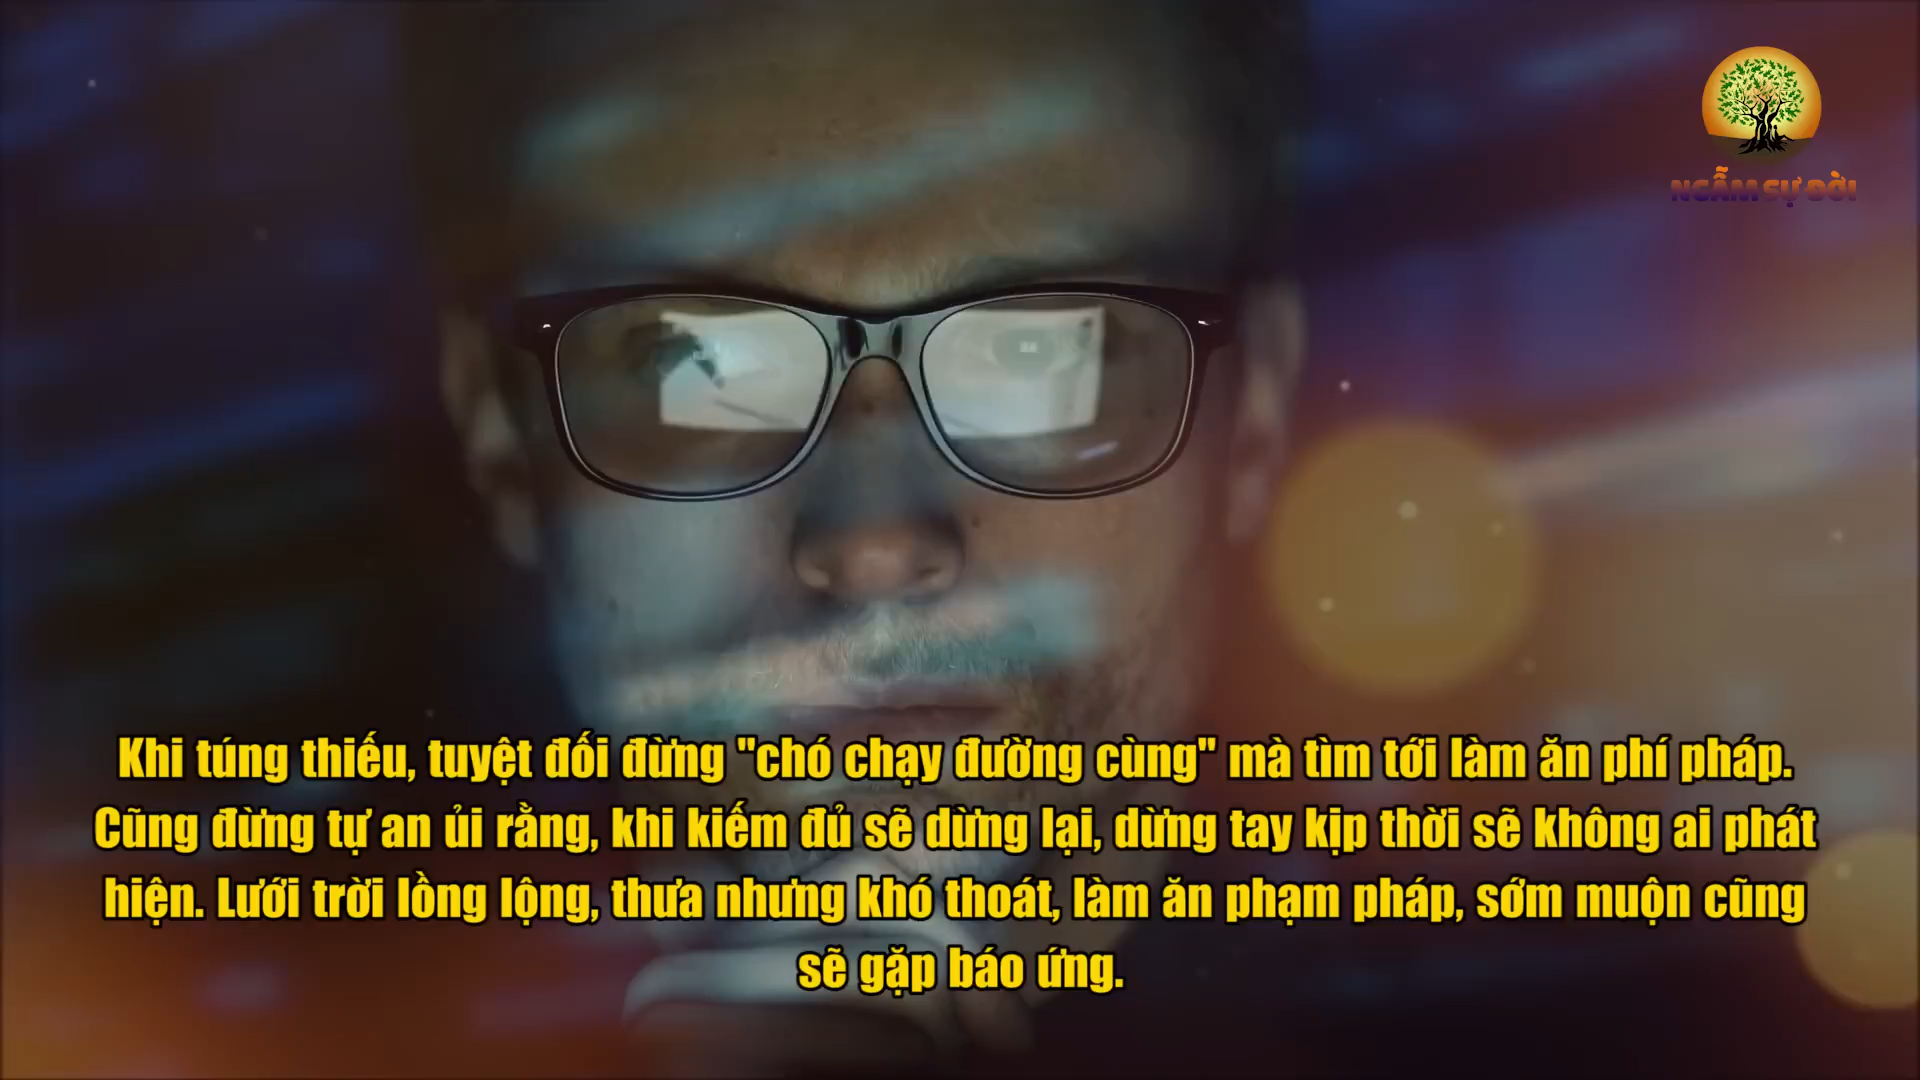 NGẪM SỰ ĐỜI
Khi túng thiếu, tuyệt đối đừng "chó chạy đường cùng" mà tìm tới làm ăn phí pháp.
Cũng đừng tự an ủi rằng, khi kiếm đủ sẽ dừng lại, dừng tay kịp thời sẽ không ai phát
hiện. Lưới trời lồng lộng, thưa nhưng khó thoát, làm ăn phạm pháp, sớm muộn cũng
sẽ gặp báo ứng.